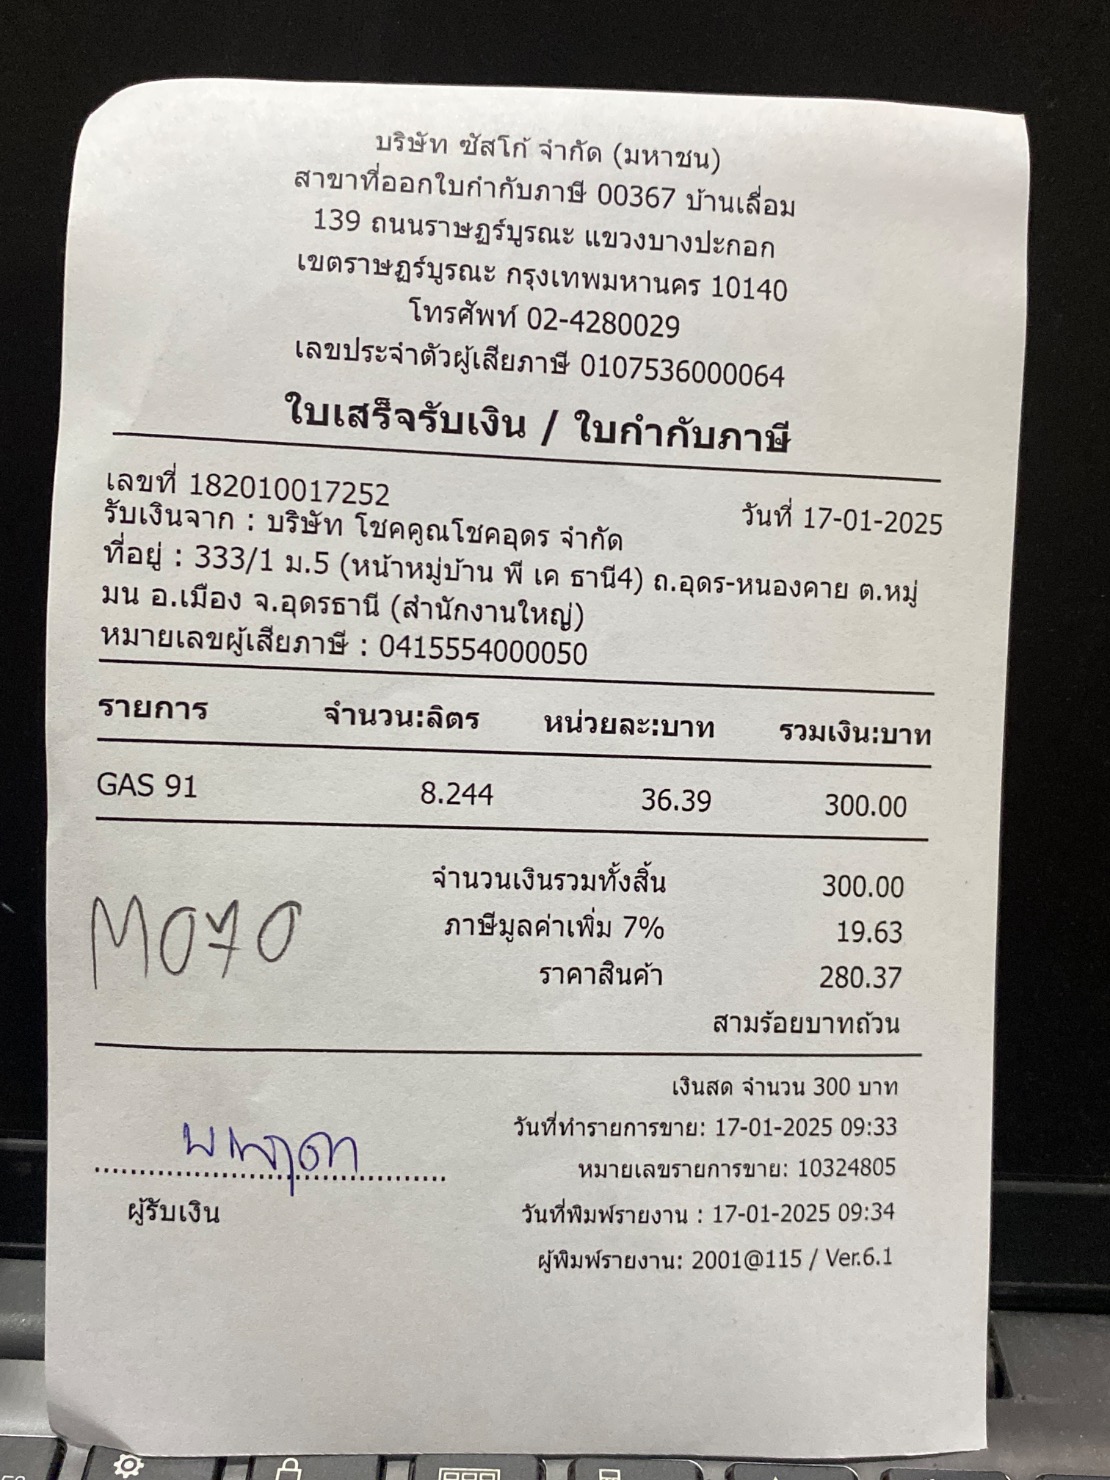 บริษัท ซัสโก้ จำกัด (มหาชน)
สาขาที่ออกใบกำกับภาษี 00367 บ้านเลื่อม
139 ถนนราษฏร์บูรณะ แขวงบางปะกอก
เขตราษฏร์บูรณะ กรุงเทพมหานคร 10140
โทรศัพท์ 02-4280029
เลขประจำตัวผู้เสียภาษี 0107536000064
ใบเสร็จรับเงิน / ใบกำกับภาษี
เลขที่ 182010017252
วันที่ 17-01-2025
รับเงินจาก : บริษัท โชคคูณโชคอุดร จำกัด
ที่อยู่ : 333/1 ม.5 (หน้าหมู่บ้าน พี เค ธานี4) ถ.อุดร-หนองคาย ต.หมู่
มน อ.เมือง จ.อุดรธานี (สำนักงานใหญ่)
หมายเลขผู้เสียภาษี : 0415554000050
รายการ จำนวน:ลิตร หน่วยละ:บาท รวมเงิน:บาท
GAS 91 8.244 36.39 300.00
จำนวนเงินรวมทั้งสิ้น 300.00
ภาษีมูลค่าเพิ่ม 7% 19.63
ราคาสินค้า 280.37
สามร้อยบาทถ้วน
เงินสด จำนวน 300 บาท
วันที่ทำรายการขาย: 17-01-2025 09:33
หมายเลขรายการขาย: 10324805
ผู้รับเงิน
วันที่พิมพ์รายงาน : 17-01-2025 09:34
ผู้พิมพ์รายงาน: 2001@115 / Ver.6.1